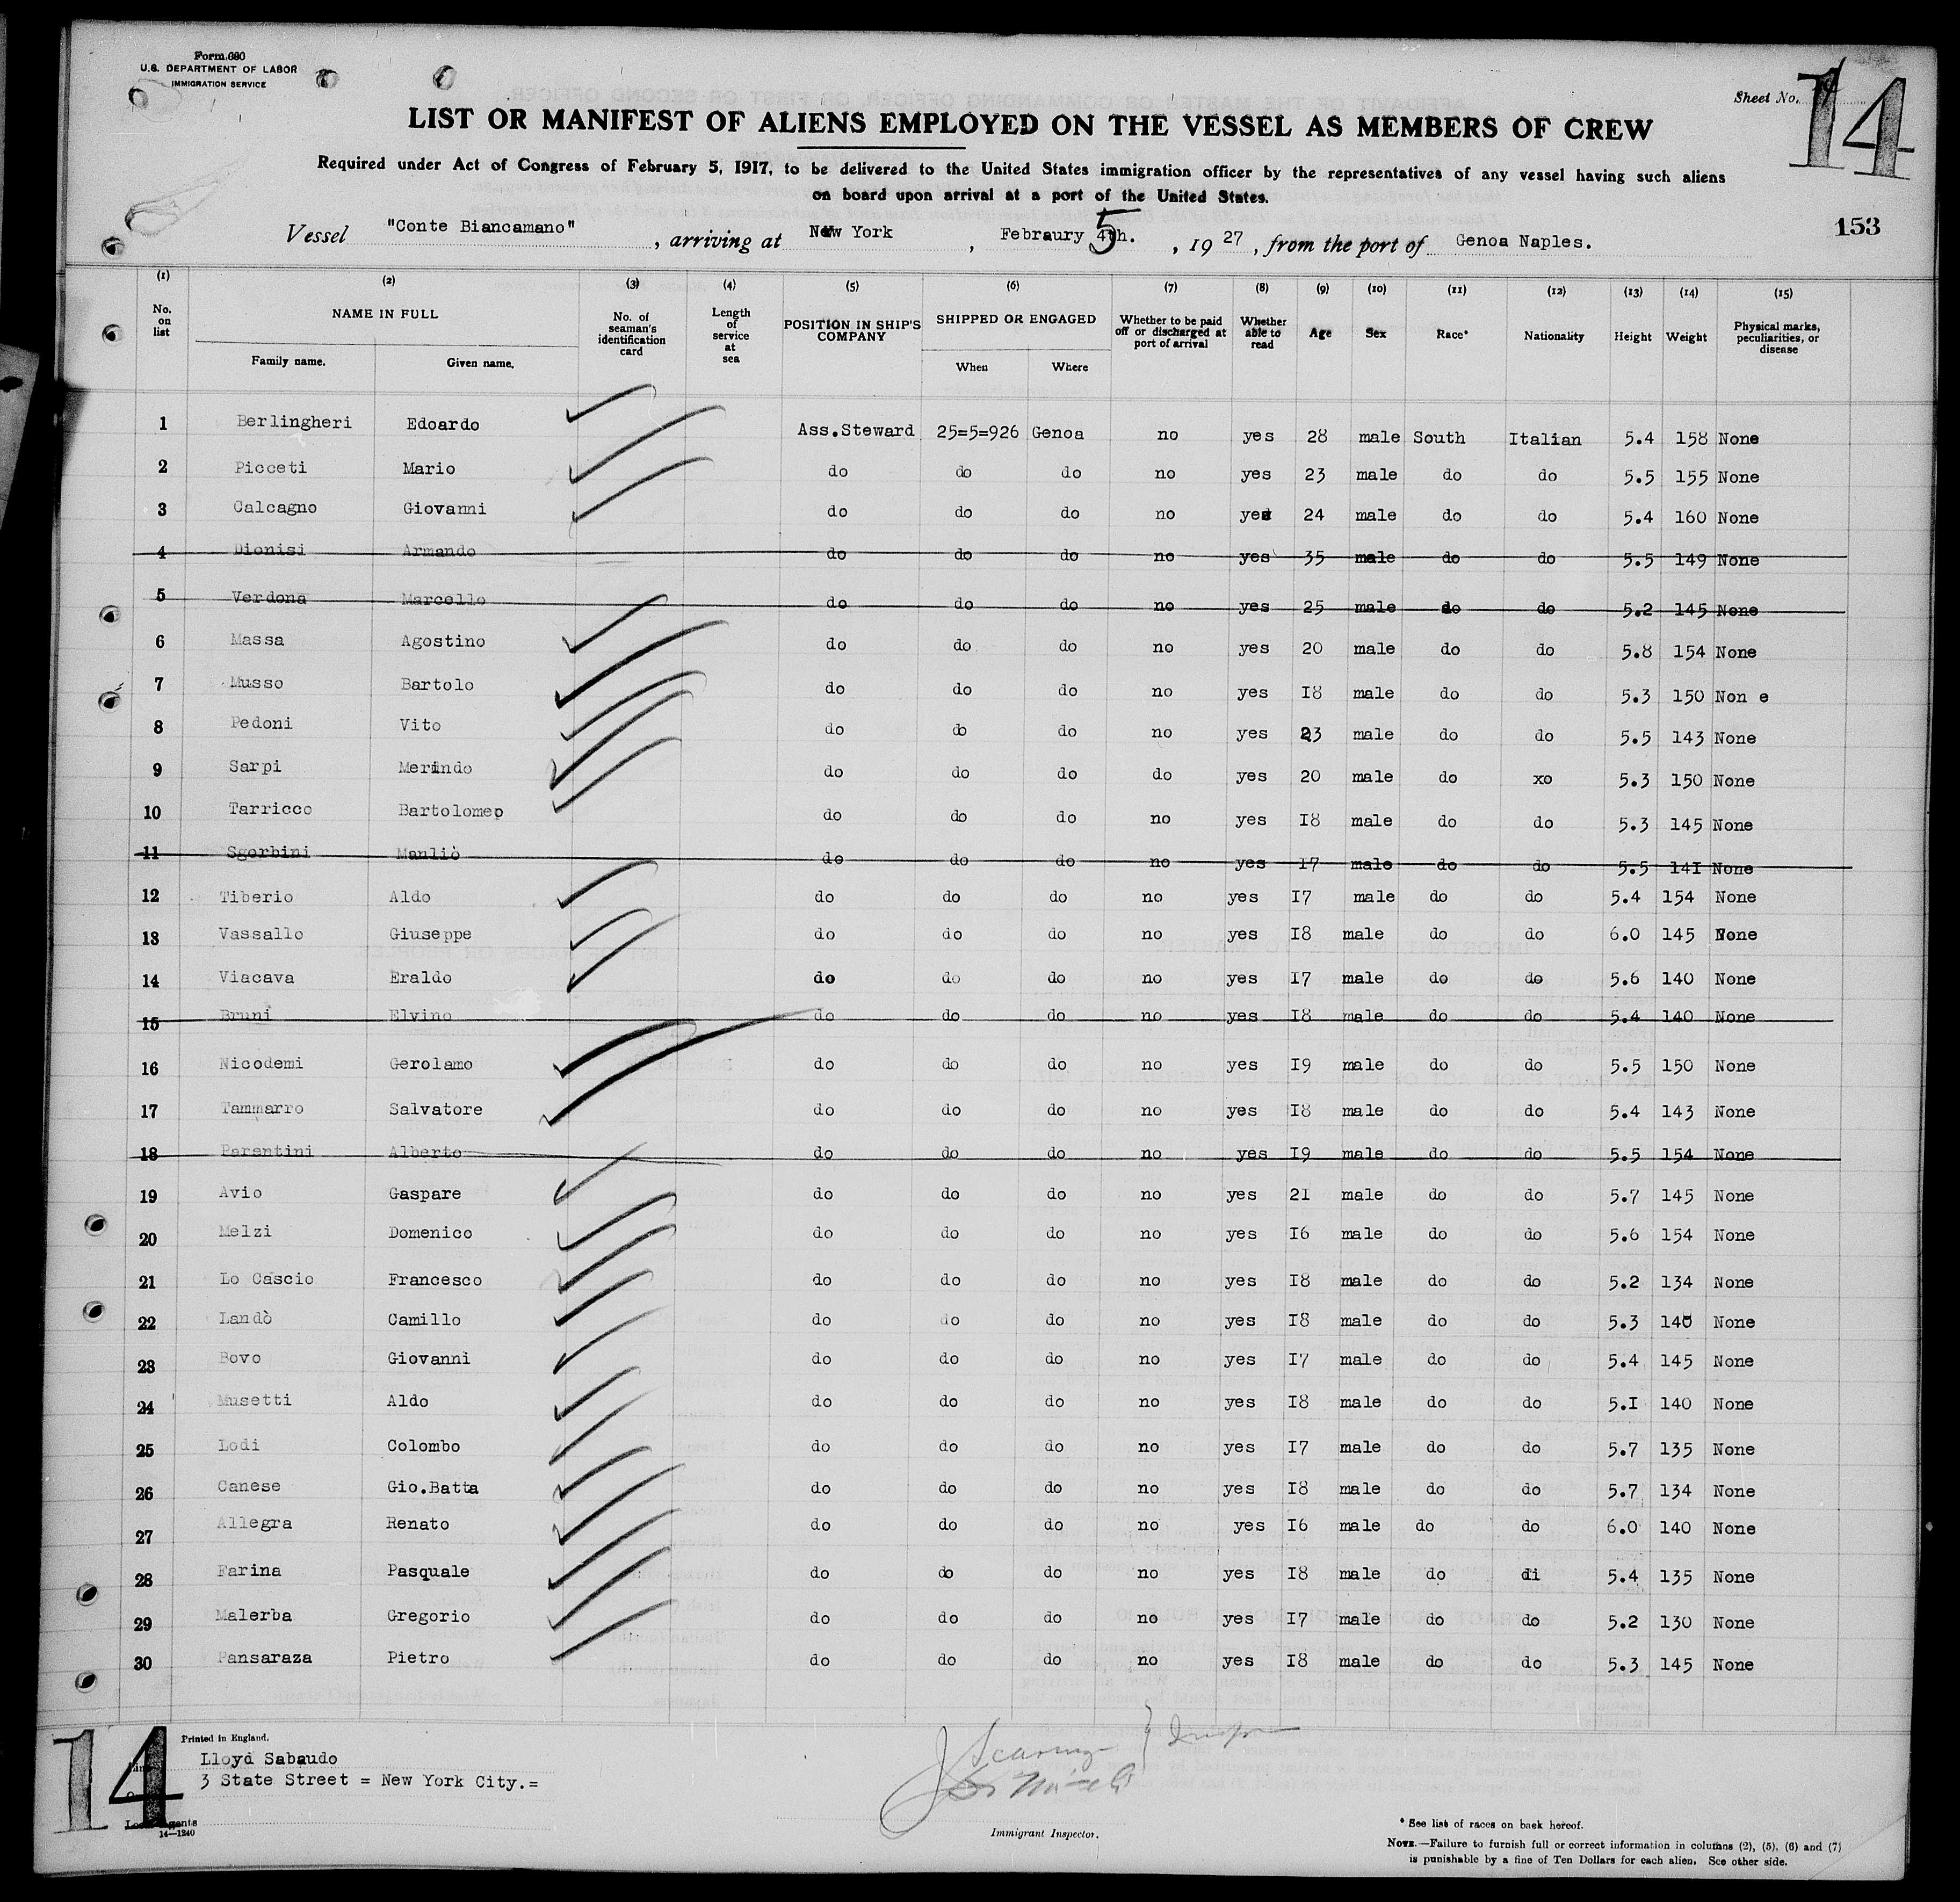 Form 680
U.S. DEPARTMENT OF LABOR
IMMIGRATION SERVICE
Sheet No.
14
LIST OR MANIFEST OF ALIENS EMPLOYED ON THE VESSEL AS MEMBERS OF CREW
Required under Act of Congress of February 5, 1917, to be delivered to the United States immigration officer by the representatives of any vessel having such aliens
on board upon arrival at a port of the United States.
Vessel "Conte Biancamano", arriving at New York, Febraury 4th. 5, 1927, from the port of Genoa Naples.
153
(1) (2) (3) (4) (5) (6) (7) (8) (9) (10) (11) (12) (13) (14) (15)
No. on list NAME IN FULL Family name. Given name. No. of seaman's identification card Length of service at sea POSITION IN SHIP'S COMPANY SHIPPED OR ENGAGED When Where Whether to be paid off or discharged at port of arrival Whether able to read Age Sex Race* Nationality Height Weight Physical marks, peculiarities, or disease
1 Berlingheri Edoardo Ass.Steward 25=5=926 Genoa no yes 28 male South Italian 5.4 158 None
2 Picceti Mario do do do no yes 23 male do do 5.5 155 None
3 Calcagno Giovanni do do do no yes 24 male do do 5.4 160 None
4 Dionisi Armando do do do no yes 35 male do do 5.5 149 None
5 Verdona Marcello do do do no yes 25 male do do 5.2 145 None
6 Massa Agostino do do do no yes 20 male do do 5.8 154 None
7 Musso Bartolo do do do no yes I8 male do do 5.3 150 Non e
8 Pedoni Vito do do do no yes 23 male do do 5.5 143 None
9 Sarpi Merindo do do do do yes 20 male do xo 5.3 150 None
10 Tarricco Bartolomeo do do do no yes I8 male do do 5.3 145 None
11 Sgorbini Manliò do do do no yes I7 male do do 5.5 14I None
12 Tiberio Aldo do do do no yes I7 male do do 5.4 154 None
13 Vassallo Giuseppe do do do no yes I8 male do do 6.0 145 None
14 Viacava Eraldo do do do no yes I7 male do do 5.6 140 None
15 Bruni Elvino do do do no yes I8 male do do 5.4 140 None
16 Nicodemi Gerolamo do do do no yes I9 male do do 5.5 150 None
17 Tammarro Salvatore do do do no yes I8 male do do 5.4 143 None
18 Parentini Alberto do do do no yes I9 male do do 5.5 154 None
19 Avio Gaspare do do do no yes 2I male do do 5.7 145 None
20 Melzi Domenico do do do no yes I6 male do do 5.6 154 None
21 Lo Cascio Francesco do do do no yes I8 male do do 5.2 134 None
22 Landò Camillo do do do no yes I8 male do do 5.3 140 None
23 Bovo Giovanni do do do no yes I7 male do do 5.4 145 None
24 Musetti Aldo do do do no yes I8 male do do 5.I 140 None
25 Lodi Colombo do do do no yes I7 male do do 5.7 135 None
26 Canese Gio.Batta do do do no yes I8 male do do 5.7 134 None
27 Allegra Renato do do do no yes I6 male do do 6.0 140 None
28 Farina Pasquale do do do no yes I8 male do di 5.4 135 None
29 Malerba Gregorio do do do no yes I7 male do do 5.2 130 None
30 Pansaraza Pietro do do do no yes I8 male do do 5.3 145 None
14
Printed in England.
Lloyd Sabaudo
3 State Street = New York City.=
Local Agents
14—1240
Immigrant Inspector.
* See list of races on back hereof.
NOTE.—Failure to furnish full or correct information in columns (2), (5), (6) and (7)
is punishable by a fine of Ten Dollars for each alien. See other side.